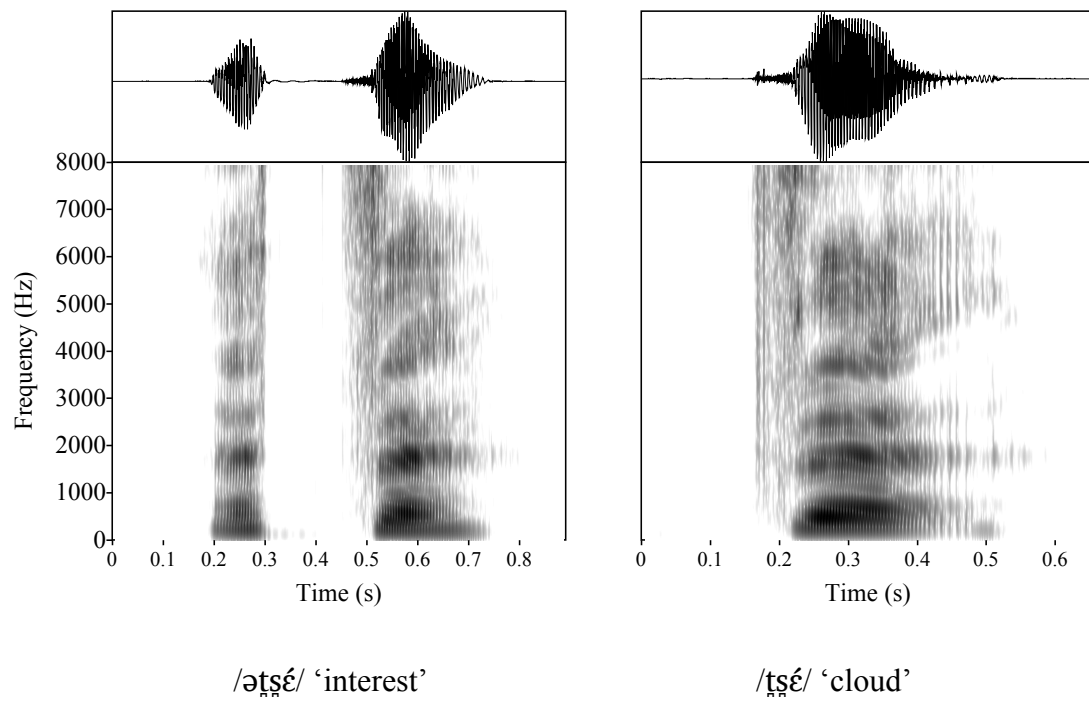 8000
7000
6000
5000
4000
3000
2000
1000
0
Frequency (Hz)
0 0.1 0.2 0.3 0.4 0.5 0.6 0.7 0.8
Time (s)
0 0.1 0.2 0.3 0.4 0.5 0.6
Time (s)
/ət̪s̪ɛ́/ ‘interest’
/t̪s̪ɛ́/ ‘cloud’